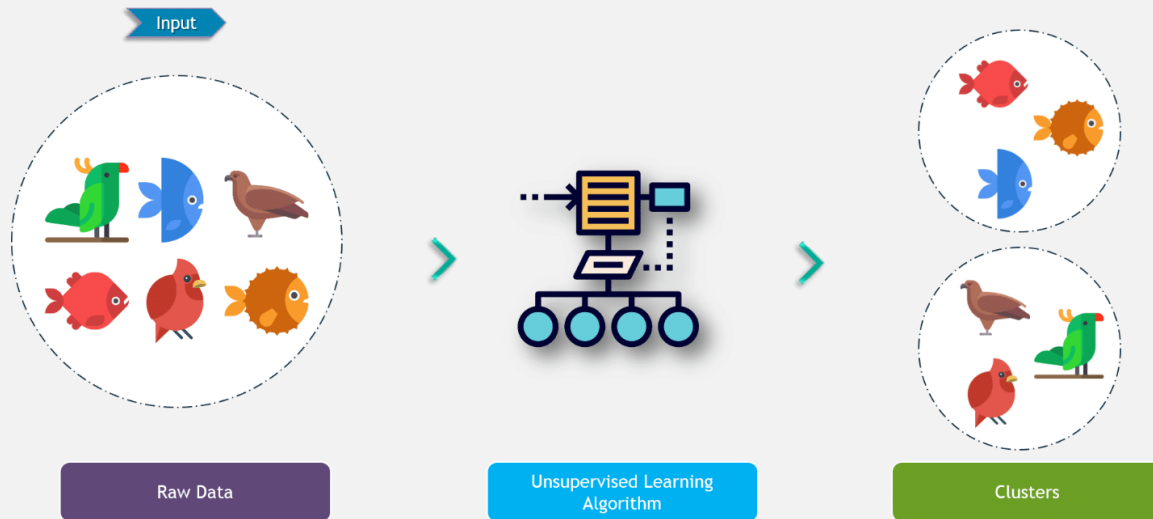 Input
Raw Data
Unsupervised Learning
Algorithm
Clusters